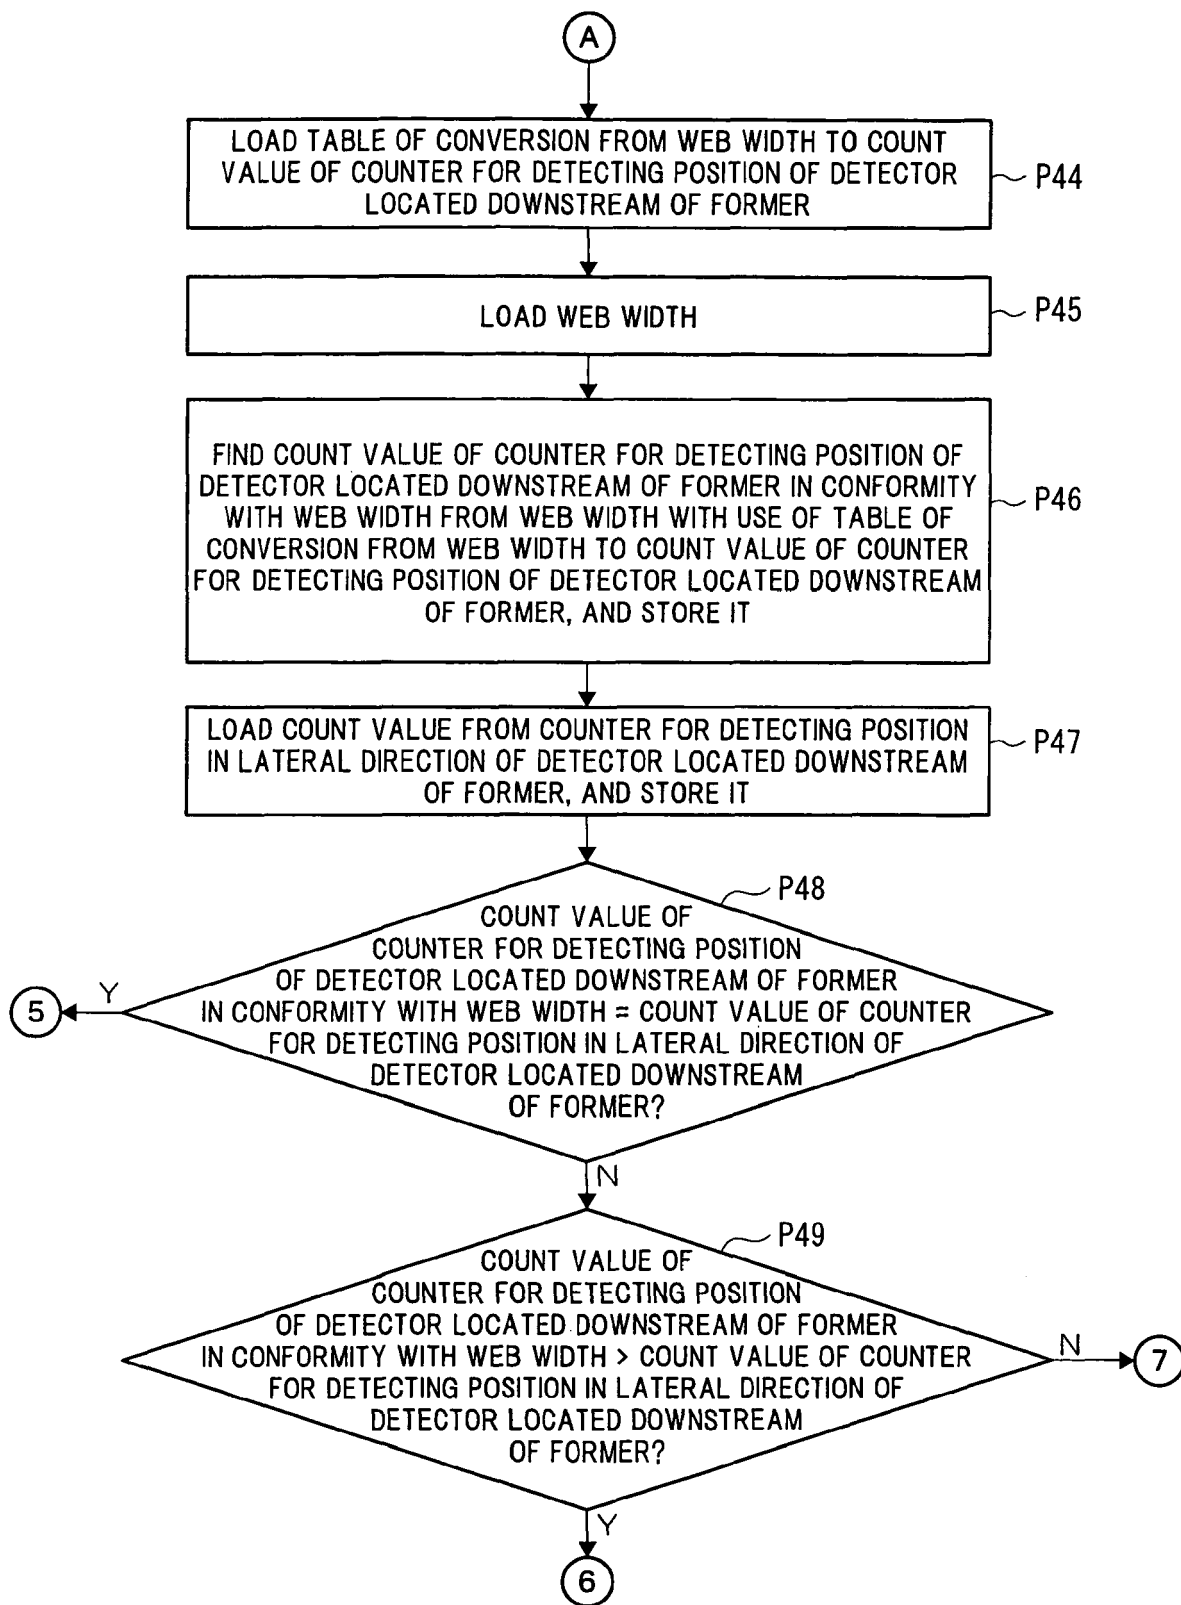 A
LOAD TABLE OF CONVERSION FROM WEB WIDTH TO COUNT
VALUE OF COUNTER FOR DETECTING POSITION OF DETECTOR
LOCATED DOWNSTREAM OF FORMER
P44
LOAD WEB WIDTH
P45
FIND COUNT VALUE OF COUNTER FOR DETECTING POSITION OF
DETECTOR LOCATED DOWNSTREAM OF FORMER IN CONFORMITY
WITH WEB WIDTH FROM WEB WIDTH WITH USE OF TABLE OF
CONVERSION FROM WEB WIDTH TO COUNT VALUE OF COUNTER
FOR DETECTING POSITION OF DETECTOR LOCATED DOWNSTREAM
OF FORMER, AND STORE IT
P46
LOAD COUNT VALUE FROM COUNTER FOR DETECTING POSITION
IN LATERAL DIRECTION OF DETECTOR LOCATED DOWNSTREAM
OF FORMER, AND STORE IT
P47
P48
COUNT VALUE OF
COUNTER FOR DETECTING POSITION
OF DETECTOR LOCATED DOWNSTREAM OF FORMER
IN CONFORMITY WITH WEB WIDTH = COUNT VALUE OF COUNTER
FOR DETECTING POSITION IN LATERAL DIRECTION OF
DETECTOR LOCATED DOWNSTREAM
OF FORMER?
Y
5
N
P49
COUNT VALUE OF
COUNTER FOR DETECTING POSITION
OF DETECTOR LOCATED DOWNSTREAM OF FORMER
IN CONFORMITY WITH WEB WIDTH > COUNT VALUE OF COUNTER
FOR DETECTING POSITION IN LATERAL DIRECTION OF
DETECTOR LOCATED DOWNSTREAM
OF FORMER?
N
7
Y
6